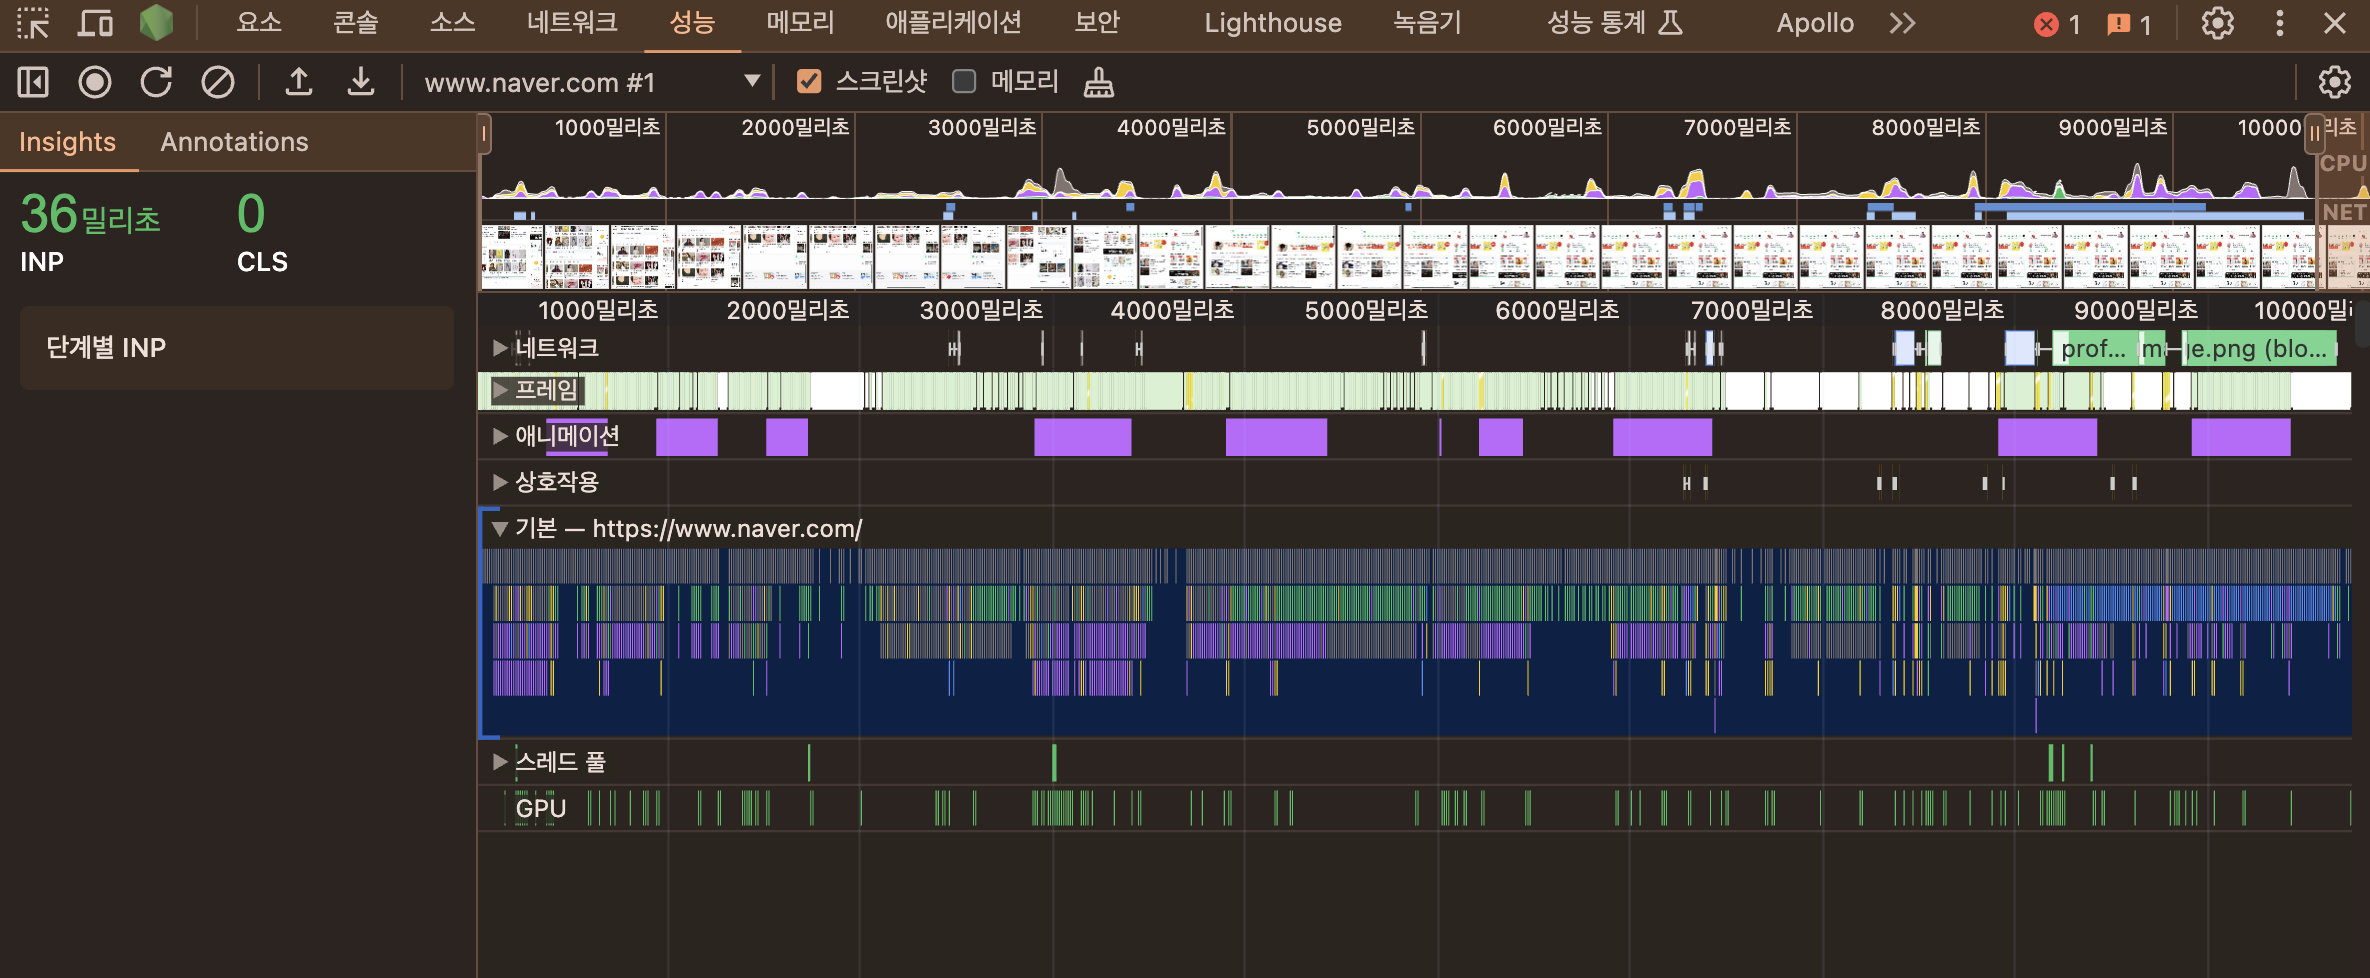 요소 콘솔 소스 네트워크 성능 메모리 애플리케이션 보안 Lighthouse 녹음기 성능 통계 Apollo 1 1
www.naver.com #1 스크린샷 메모리
Insights Annotations
36밀리초 0
INP CLS
단계별 INP
1000밀리초 2000밀리초 3000밀리초 4000밀리초 5000밀리초 6000밀리초 7000밀리초 8000밀리초 9000밀리초 10000 리초
CPU
NET
1000밀리초 2000밀리초 3000밀리초 4000밀리초 5000밀리초 6000밀리초 7000밀리초 8000밀리초 9000밀리초 10000밀리
네트워크 prof... m e.png (blo...
프레임
애니메이션
상호작용
기본 — https://www.naver.com/
스레드 풀
GPU